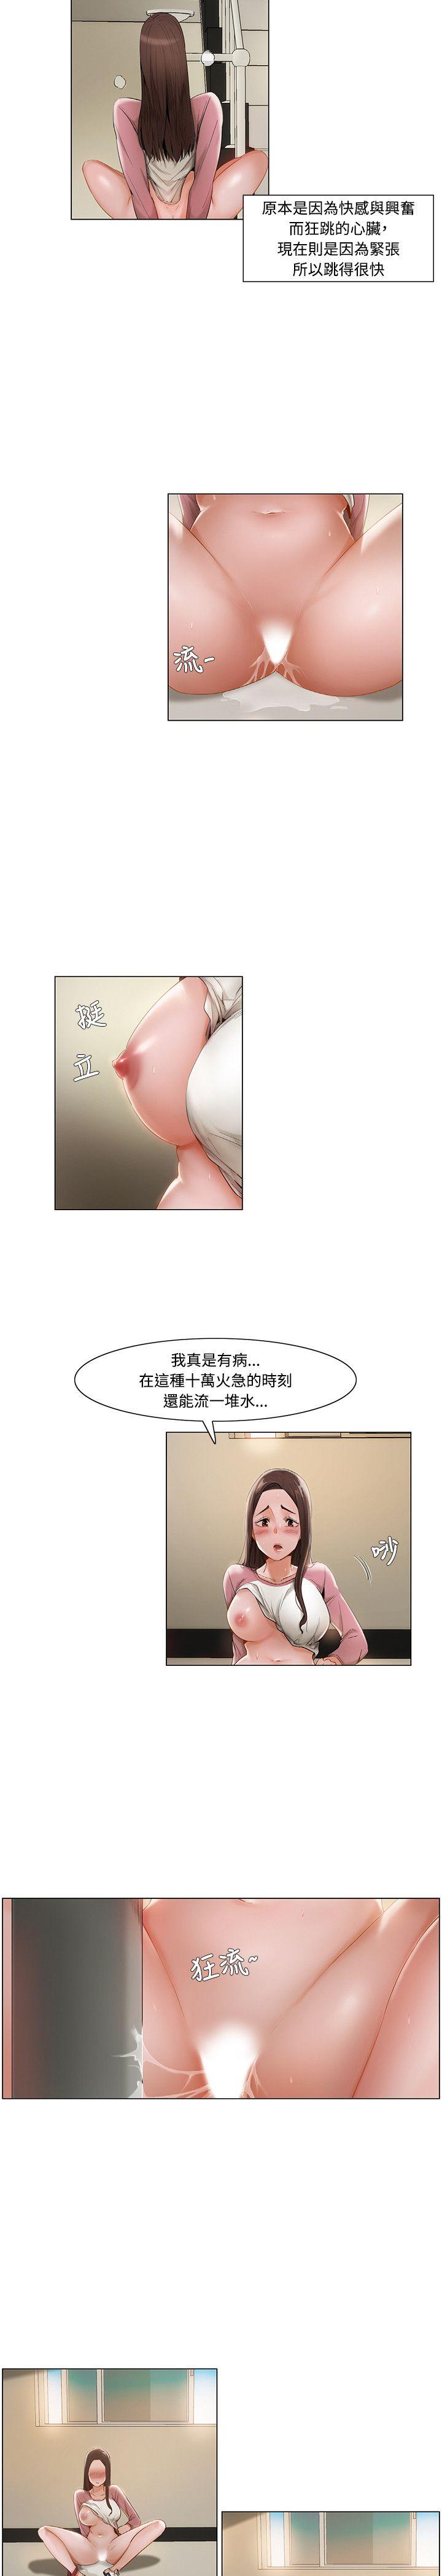 原本是因為快感與興奮
而狂跳的心臟，
現在則是因為緊張
所以跳得很快
流~
挺
立
我真是有病...
在這種十萬火急的時刻
還能流一堆水...
唦
狂流~